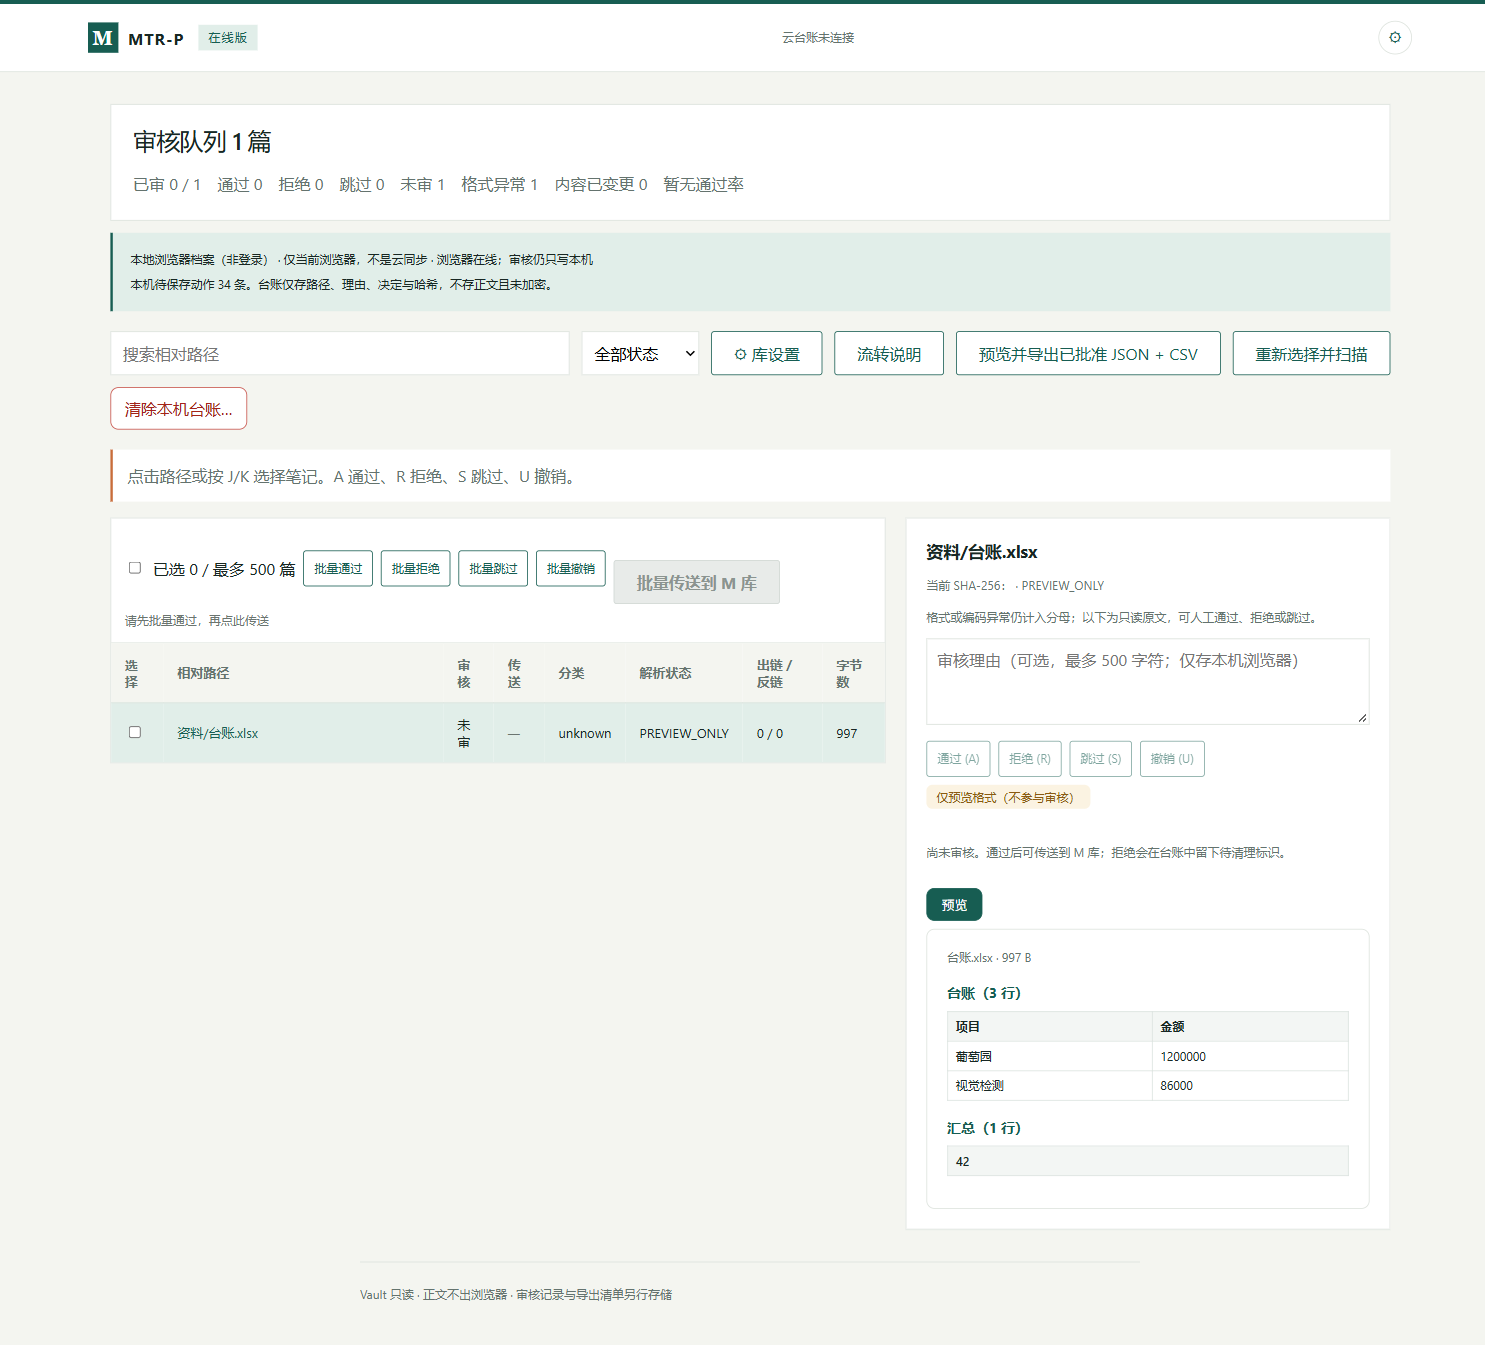 M MTR-P 在线版 云台账未连接
审核队列 1 篇
已审 0 / 1 通过 0 拒绝 0 跳过 0 未审 1 格式异常 1 内容已变更 0 暂无通过率
本地浏览器档案（非登录） · 仅当前浏览器，不是云同步 · 浏览器在线；审核仍只写本机
本机待保存动作 34 条。台账仅存路径、理由、决定与哈希，不存正文且未加密。
搜索相对路径 全部状态 库设置 流转说明 预览并导出已批准 JSON + CSV 重新选择并扫描
清除本机台账...
点击路径或按 J/K 选择笔记。A 通过、R 拒绝、S 跳过、U 撤销。
已选 0 / 最多 500 篇 批量通过 批量拒绝 批量跳过 批量撤销 批量传送到 M 库
请先批量通过，再点此传送
选择 相对路径 审核 传送 分类 解析状态 出链 / 反链 字节数
资料/台账.xlsx 未审 — unknown PREVIEW_ONLY 0 / 0 997
资料/台账.xlsx
当前 SHA-256： · PREVIEW_ONLY
格式或编码异常仍计入分母；以下为只读原文，可人工通过、拒绝或跳过。
审核理由（可选，最多 500 字符；仅存本机浏览器）
通过 (A) 拒绝 (R) 跳过 (S) 撤销 (U)
仅预览格式（不参与审核）
尚未审核。通过后可传送到 M 库；拒绝会在台账中留下待清理标识。
预览
台账.xlsx · 997 B
台账（3 行）
项目 金额
葡萄园 1200000
视觉检测 86000
汇总（1 行）
42
Vault 只读 · 正文不出浏览器 · 审核记录与导出清单另行存储